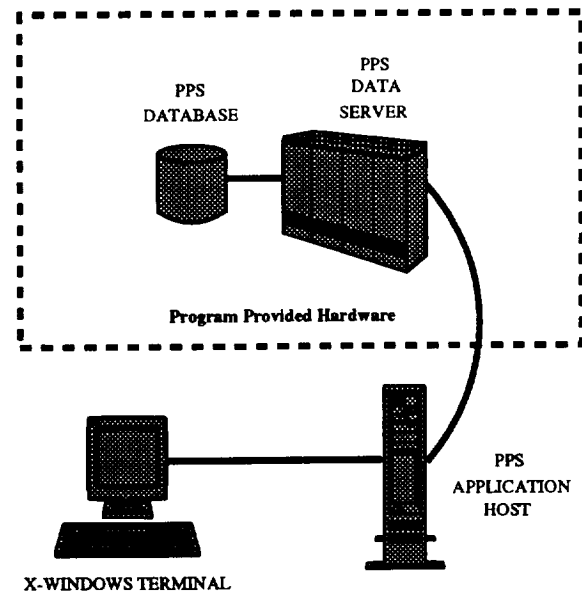 PPS
DATABASE
PPS
DATA
SERVER
Program Provided Hardware
PPS
APPLICATION
HOST
X-WINDOWS TERMINAL